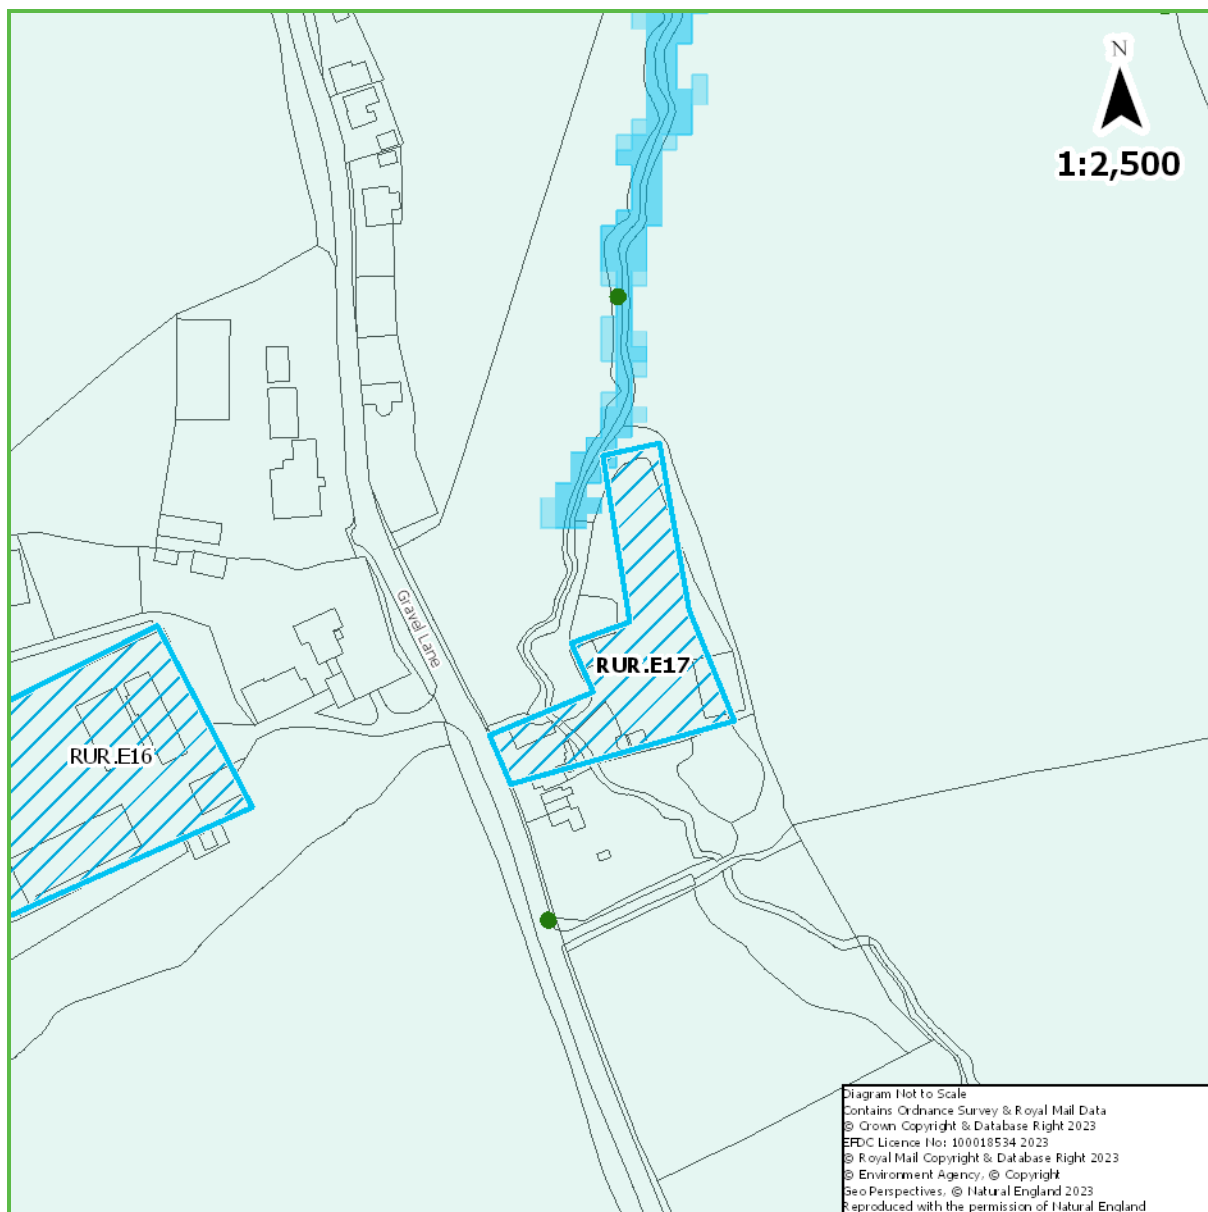 N
1:2,500
Gravel Lane
RUR.E17
RUR.E16
Diagram Not to Scale
Contains Ordnance Survey & Royal Mail Data
© Crown Copyright & Database Right 2023
EFDC Licence No: 100018534 2023
© Royal Mail Copyright & Database Right 2023
© Environment Agency, © Copyright
Geo Perspectives, © Natural England 2023
Reproduced with the permission of Natural England